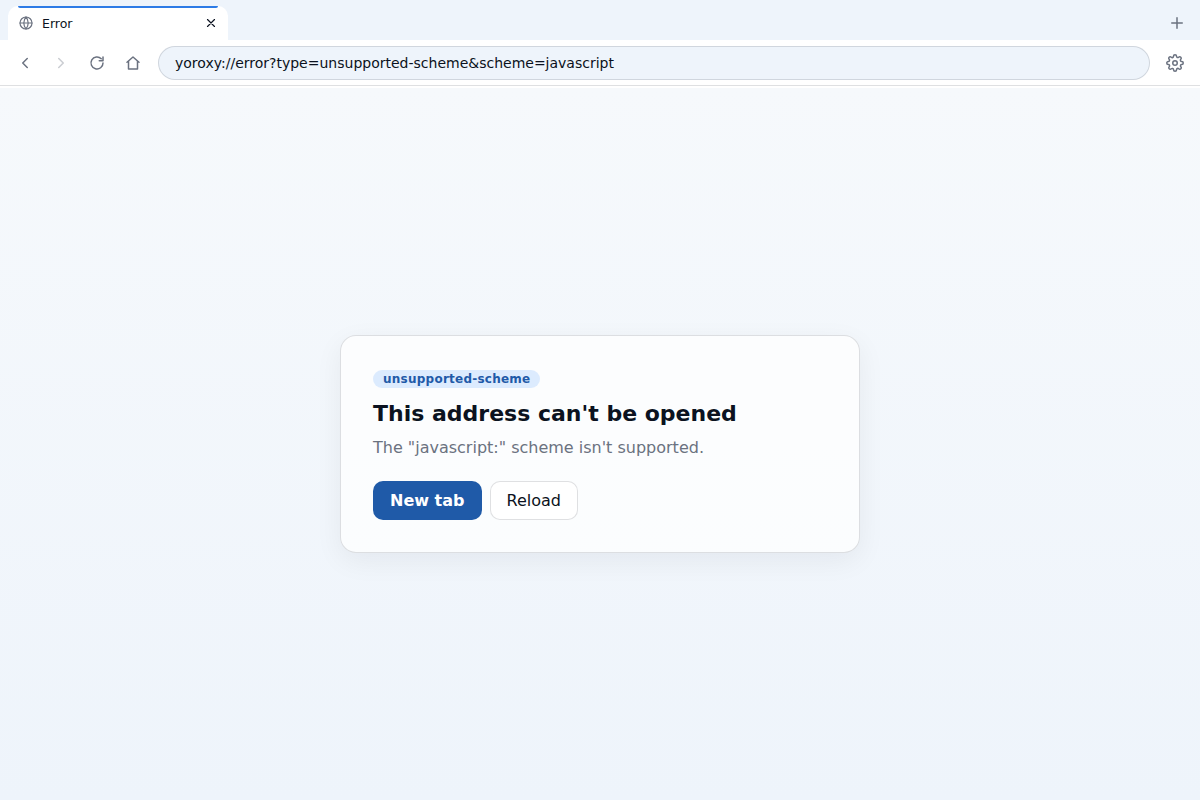 Error
yoroxy://error?type=unsupported-scheme&scheme=javascript
unsupported-scheme
This address can't be opened
The "javascript:" scheme isn't supported.
New tab
Reload